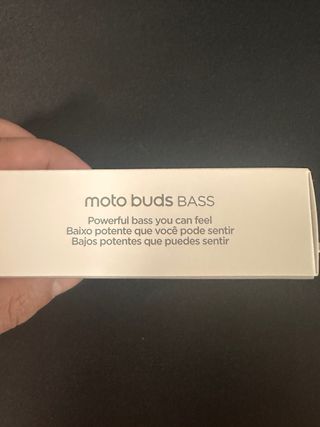 moto buds BASS
Powerful bass you can feel
Baixo potente que você pode sentir
Bajos potentes que puedes sentir